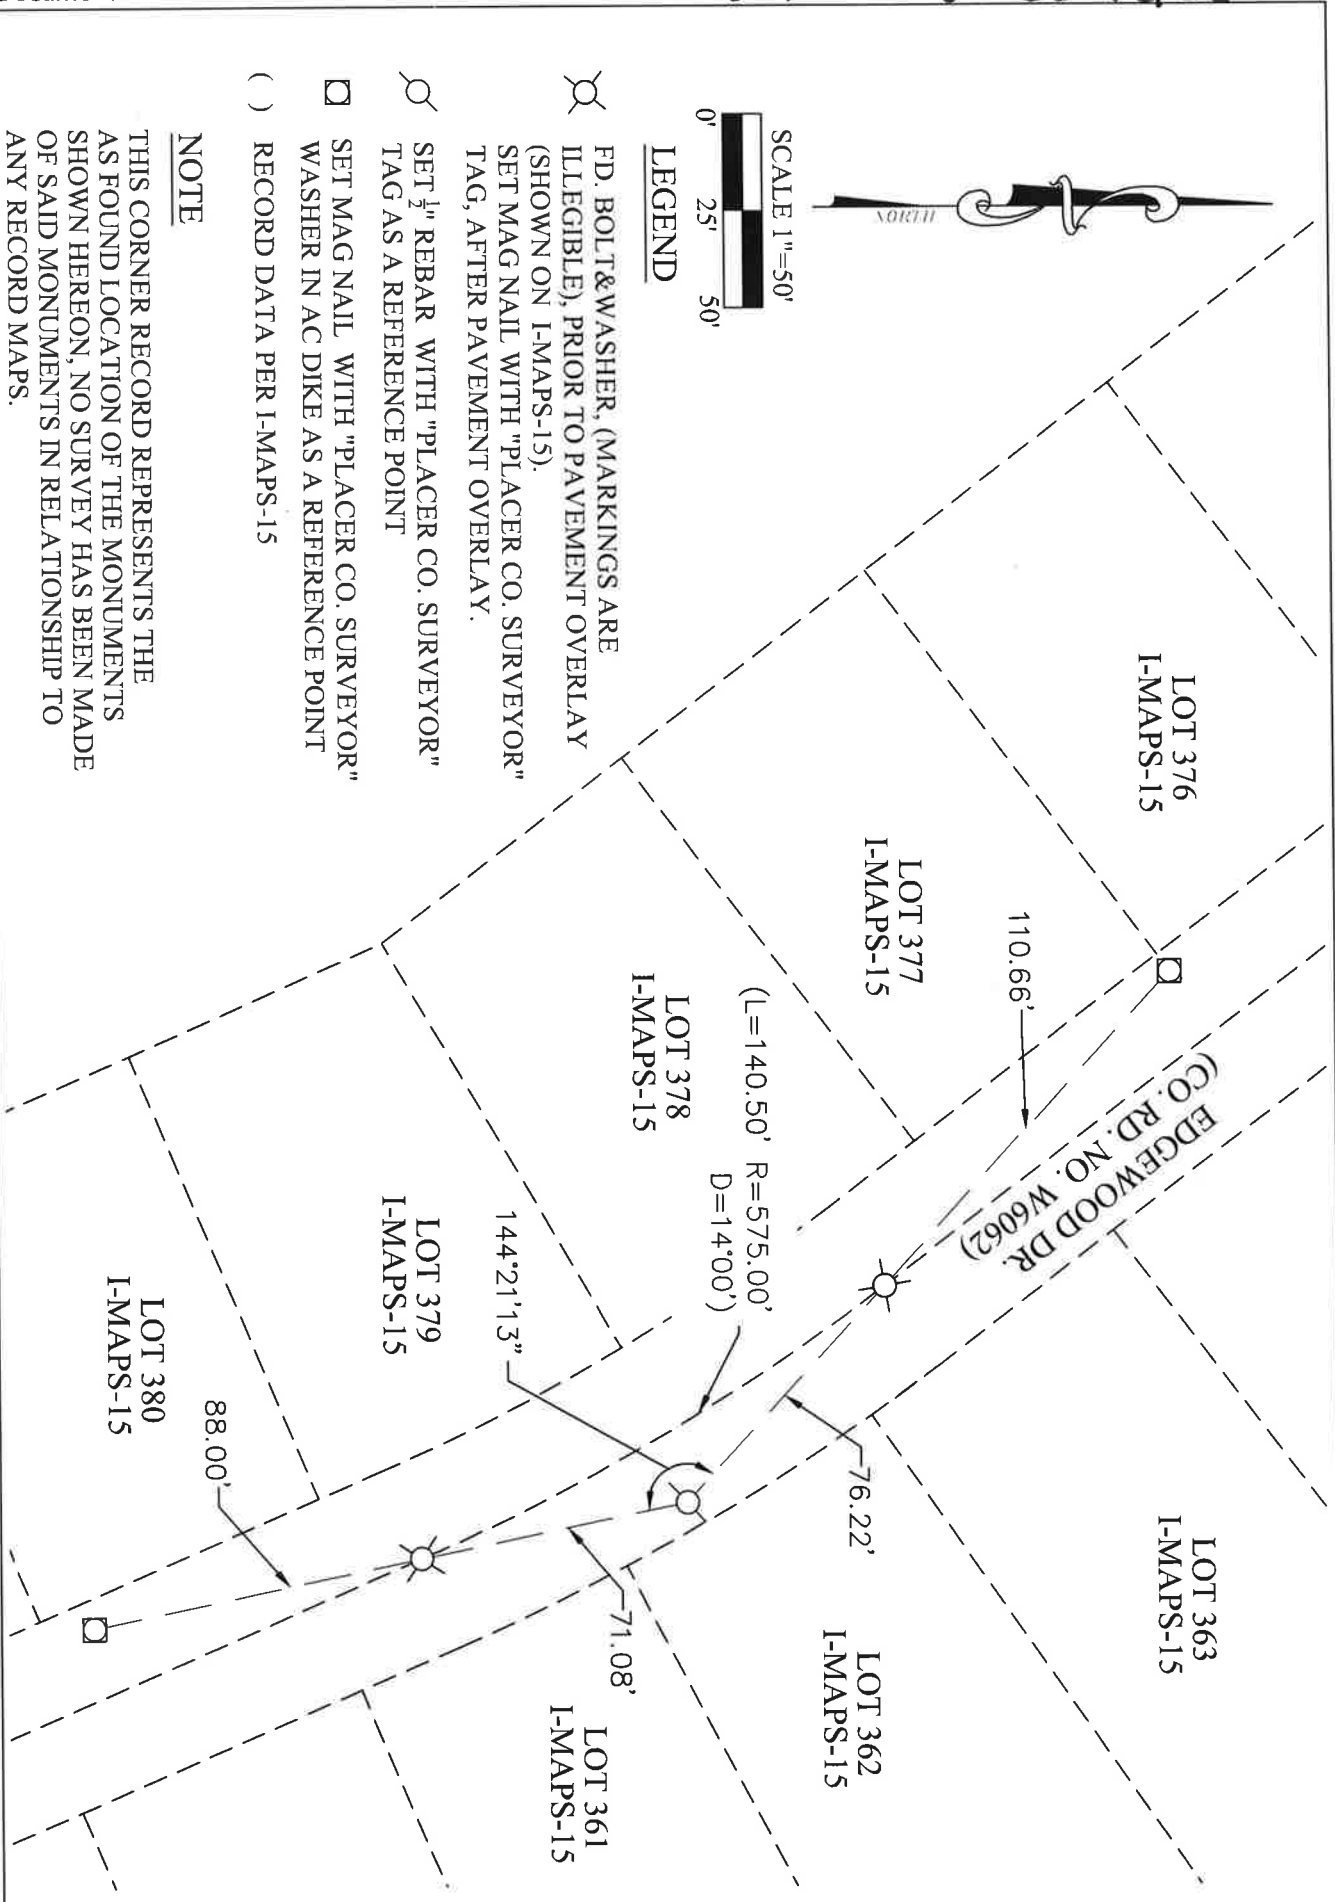 SCALE 1"=50'
0' 25' 50'
NORTH
LEGEND
FD. BOLT&WASHER, (MARKINGS ARE
ILLEGIBLE), PRIOR TO PAVEMENT OVERLAY
(SHOWN ON I-MAPS-15).
SET MAG NAIL WITH "PLACER CO. SURVEYOR"
TAG, AFTER PAVEMENT OVERLAY.
SET 1/2" REBAR WITH "PLACER CO. SURVEYOR"
TAG AS A REFERENCE POINT
SET MAG NAIL WITH "PLACER CO. SURVEYOR"
WASHER IN AC DIKE AS A REFERENCE POINT
( ) RECORD DATA PER I-MAPS-15
NOTE
THIS CORNER RECORD REPRESENTS THE
AS FOUND LOCATION OF THE MONUMENTS
SHOWN HEREON, NO SURVEY HAS BEEN MADE
OF SAID MONUMENTS IN RELATIONSHIP TO
ANY RECORD MAPS.
LOT 376
I-MAPS-15
LOT 377
I-MAPS-15
110.66'
EDGEWOOD DR.
(CO. RD. NO. W6062)
LOT 378
I-MAPS-15
(L=140.50' R=575.00'
D=14°00')
LOT 379
I-MAPS-15
144°21'13"
LOT 380
I-MAPS-15
88.00'
76.22'
71.08'
LOT 363
I-MAPS-15
LOT 362
I-MAPS-15
LOT 361
I-MAPS-15